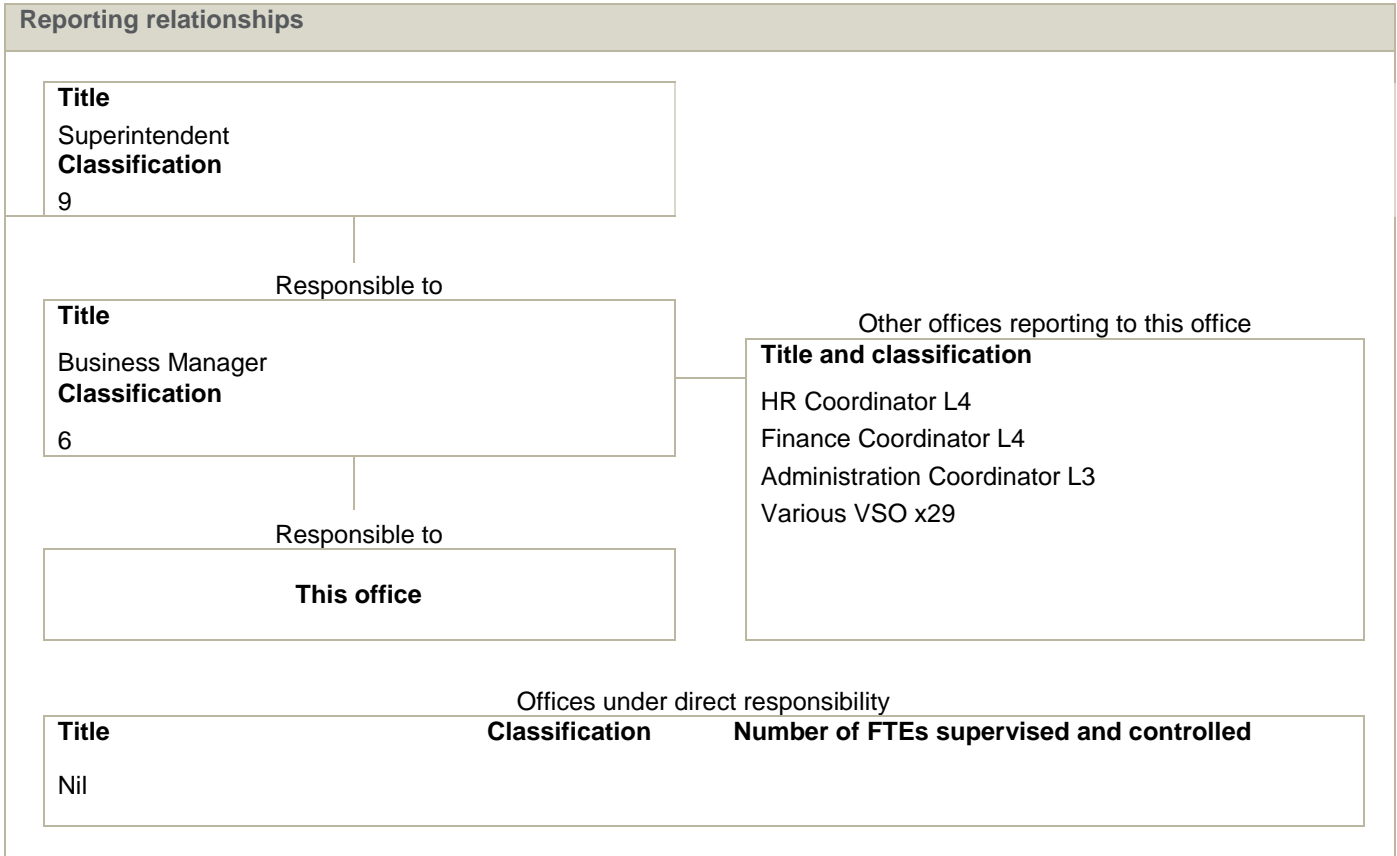 Reporting relationships
Title
Superintendent
Classification
9
Responsible to
Title
Business Manager
Classification
6
Other offices reporting to this office
Title and classification
HR Coordinator L4
Finance Coordinator L4
Administration Coordinator L3
Various VSO x29
Responsible to
This office
Offices under direct responsibility
Title Classification Number of FTEs supervised and controlled
Nil